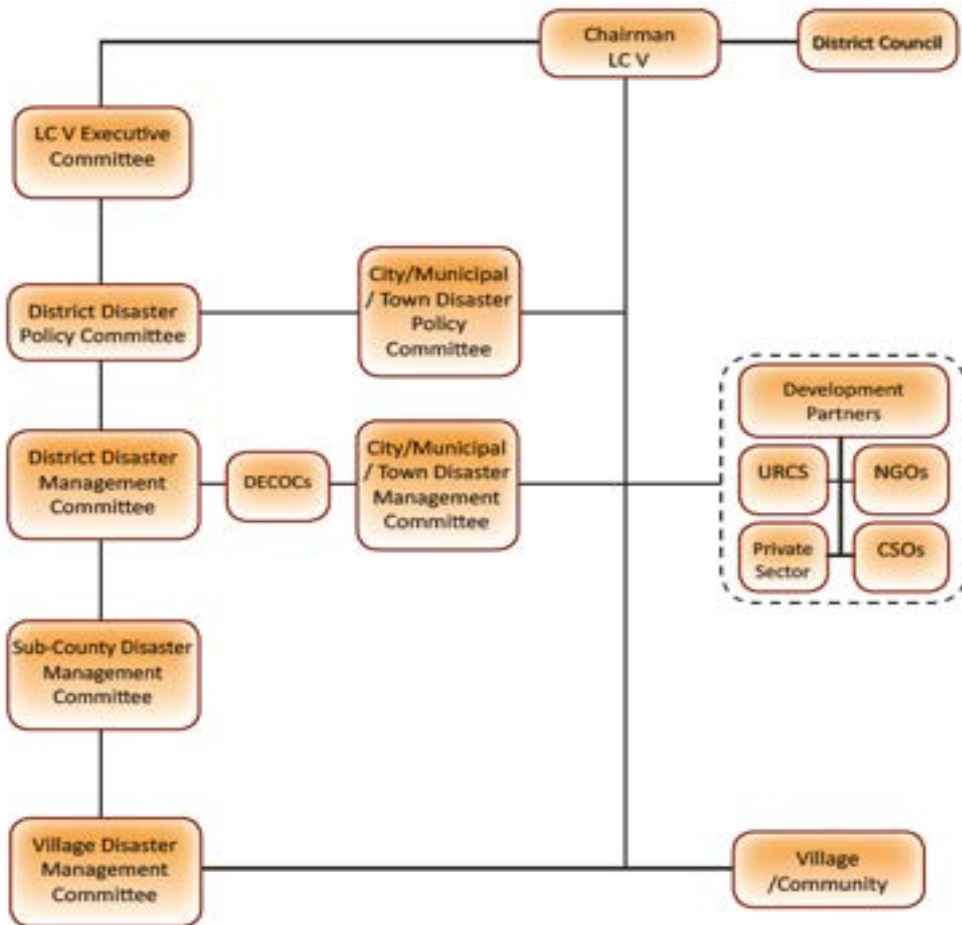 Chairman
LC V
District Council
LC V Executive
Committee
City/Municipal
/ Town Disaster
Policy
Committee
District Disaster
Policy Committee
Development
Partners
URCS
NGOs
Private
Sector
CSOs
District Disaster
Management
Committee
DECOCs
City/Municipal
/ Town Disaster
Management
Committee
Sub-County Disaster
Management
Committee
Village Disaster
Management
Committee
Village
/Community